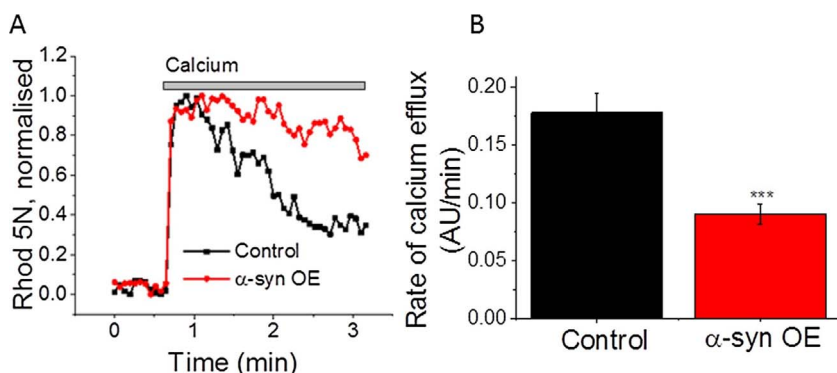 A
Rhod 5N, normalised
1.2
1.0
0.8
0.6
0.4
0.2
0.0
Calcium
Control
α-syn OE
0
1
2
3
Time (min)
B
Rate of calcium efflux
(AU/min)
0.20
0.15
0.10
0.05
0.00
***
Control
α-syn OE